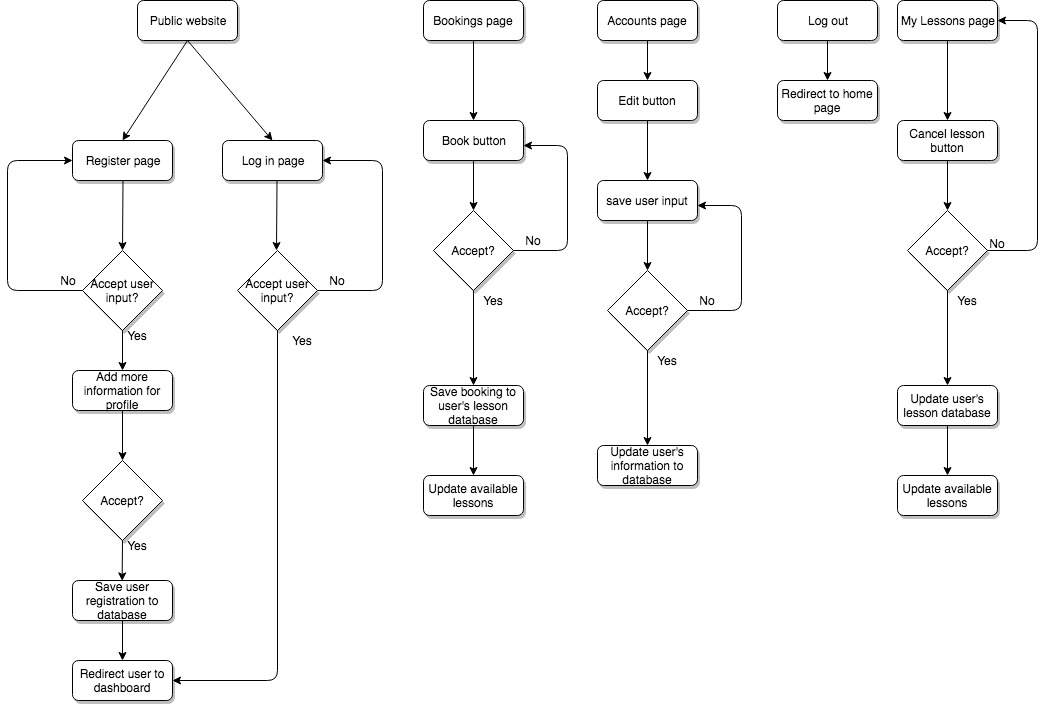 Public website
Register page
Log in page
Accept user
input?
No
Yes
Accept user
input?
No
Yes
Add more
information for
profile
Accept?
Yes
Save user
registration to
database
Redirect user to
dashboard
Bookings page
Book button
Accept?
No
Yes
Save booking to
user's lesson
database
Update available
lessons
Accounts page
Edit button
save user input
Accept?
No
Yes
Update user's
information to
database
Log out
Redirect to home
page
My Lessons page
Cancel lesson
button
Accept?
No
Yes
Update user's
lesson database
Update available
lessons